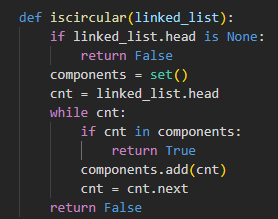 def iscircular(linked_list):
    if linked_list.head is None:
        return False
    components = set()
    cnt = linked_list.head
    while cnt:
        if cnt in components:
            return True
        components.add(cnt)
        cnt = cnt.next
    return False